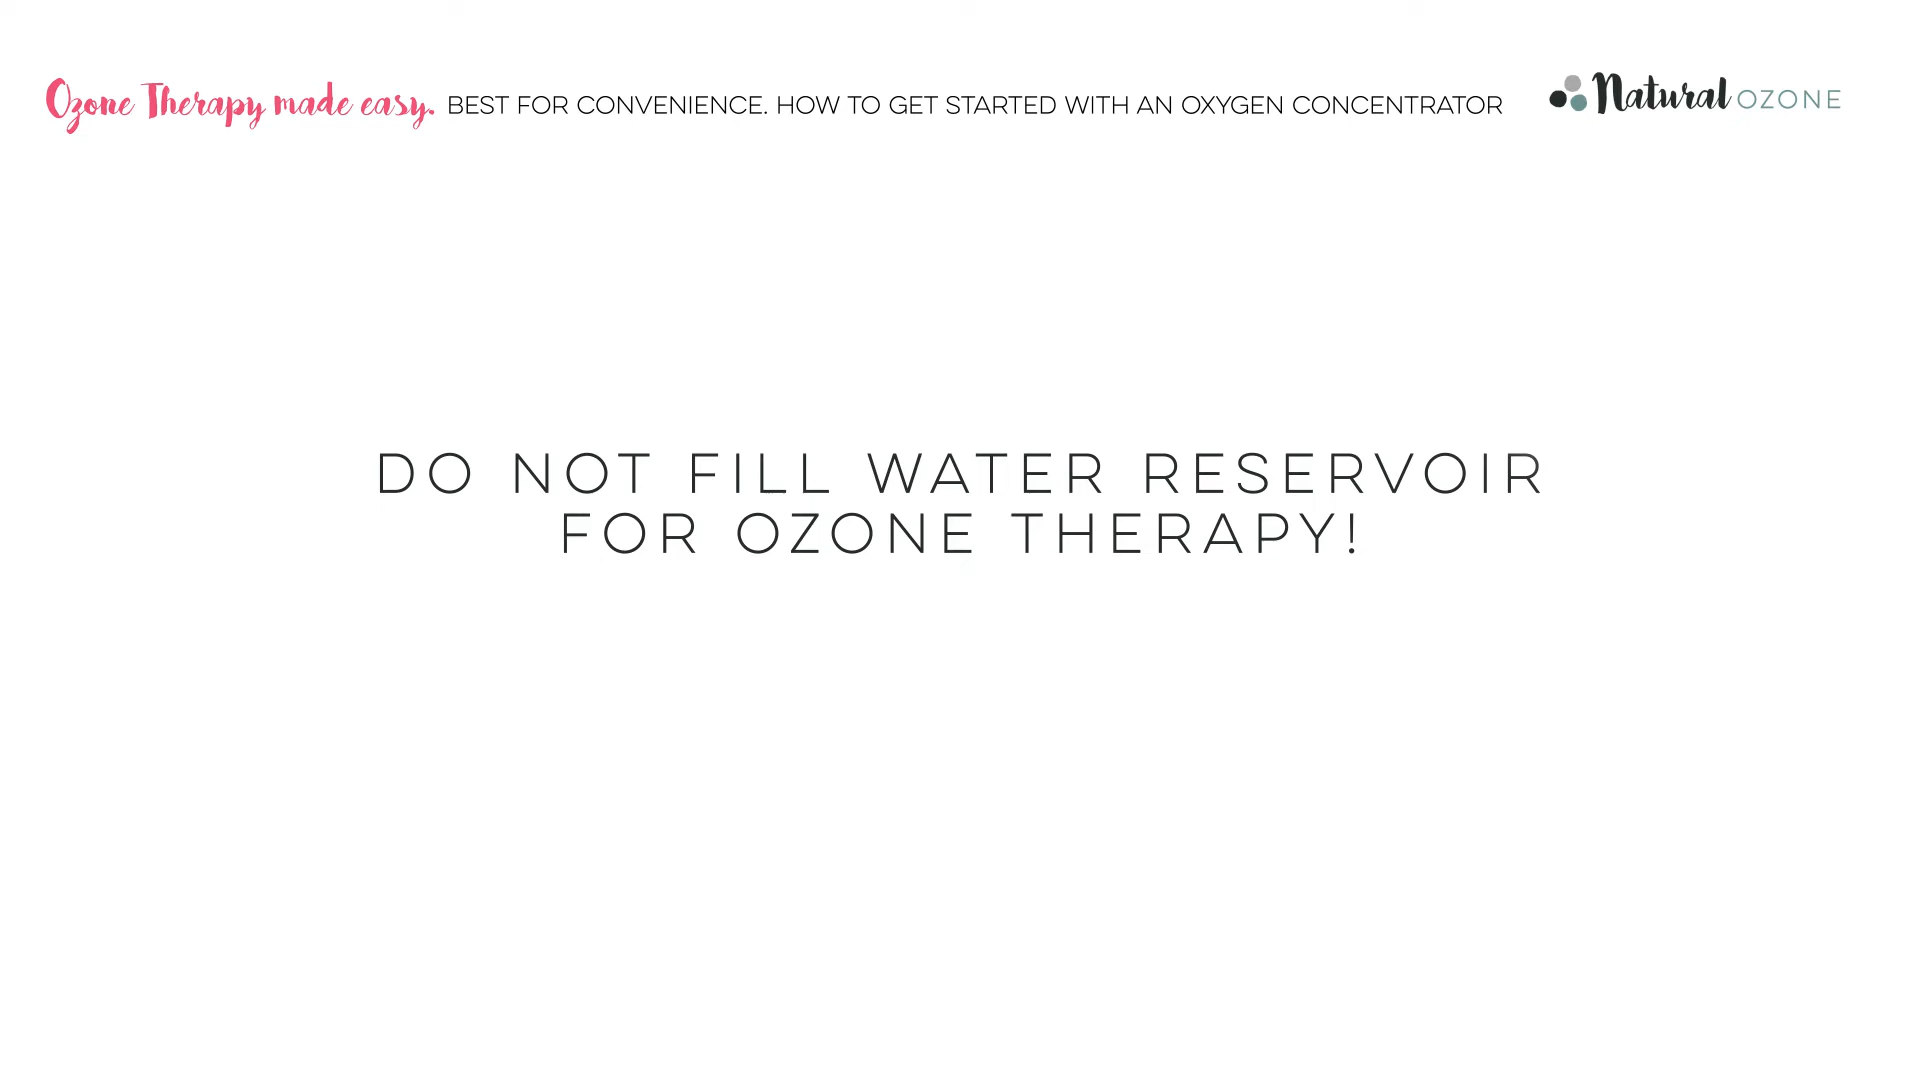 Ozone Therapy made easy. BEST FOR CONVENIENCE. HOW TO GET STARTED WITH AN OXYGEN CONCENTRATOR Natural OZONE
DO NOT FILL WATER RESERVOIR
FOR OZONE THERAPY!